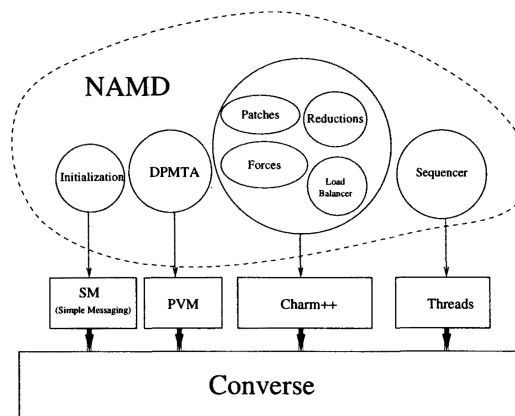 NAMD
Patches
Reductions
Forces
Load
Balancer
Initialization
DPMTA
Sequencer
SM
(Simple Messaging)
PVM
Charm++
Threads
Converse